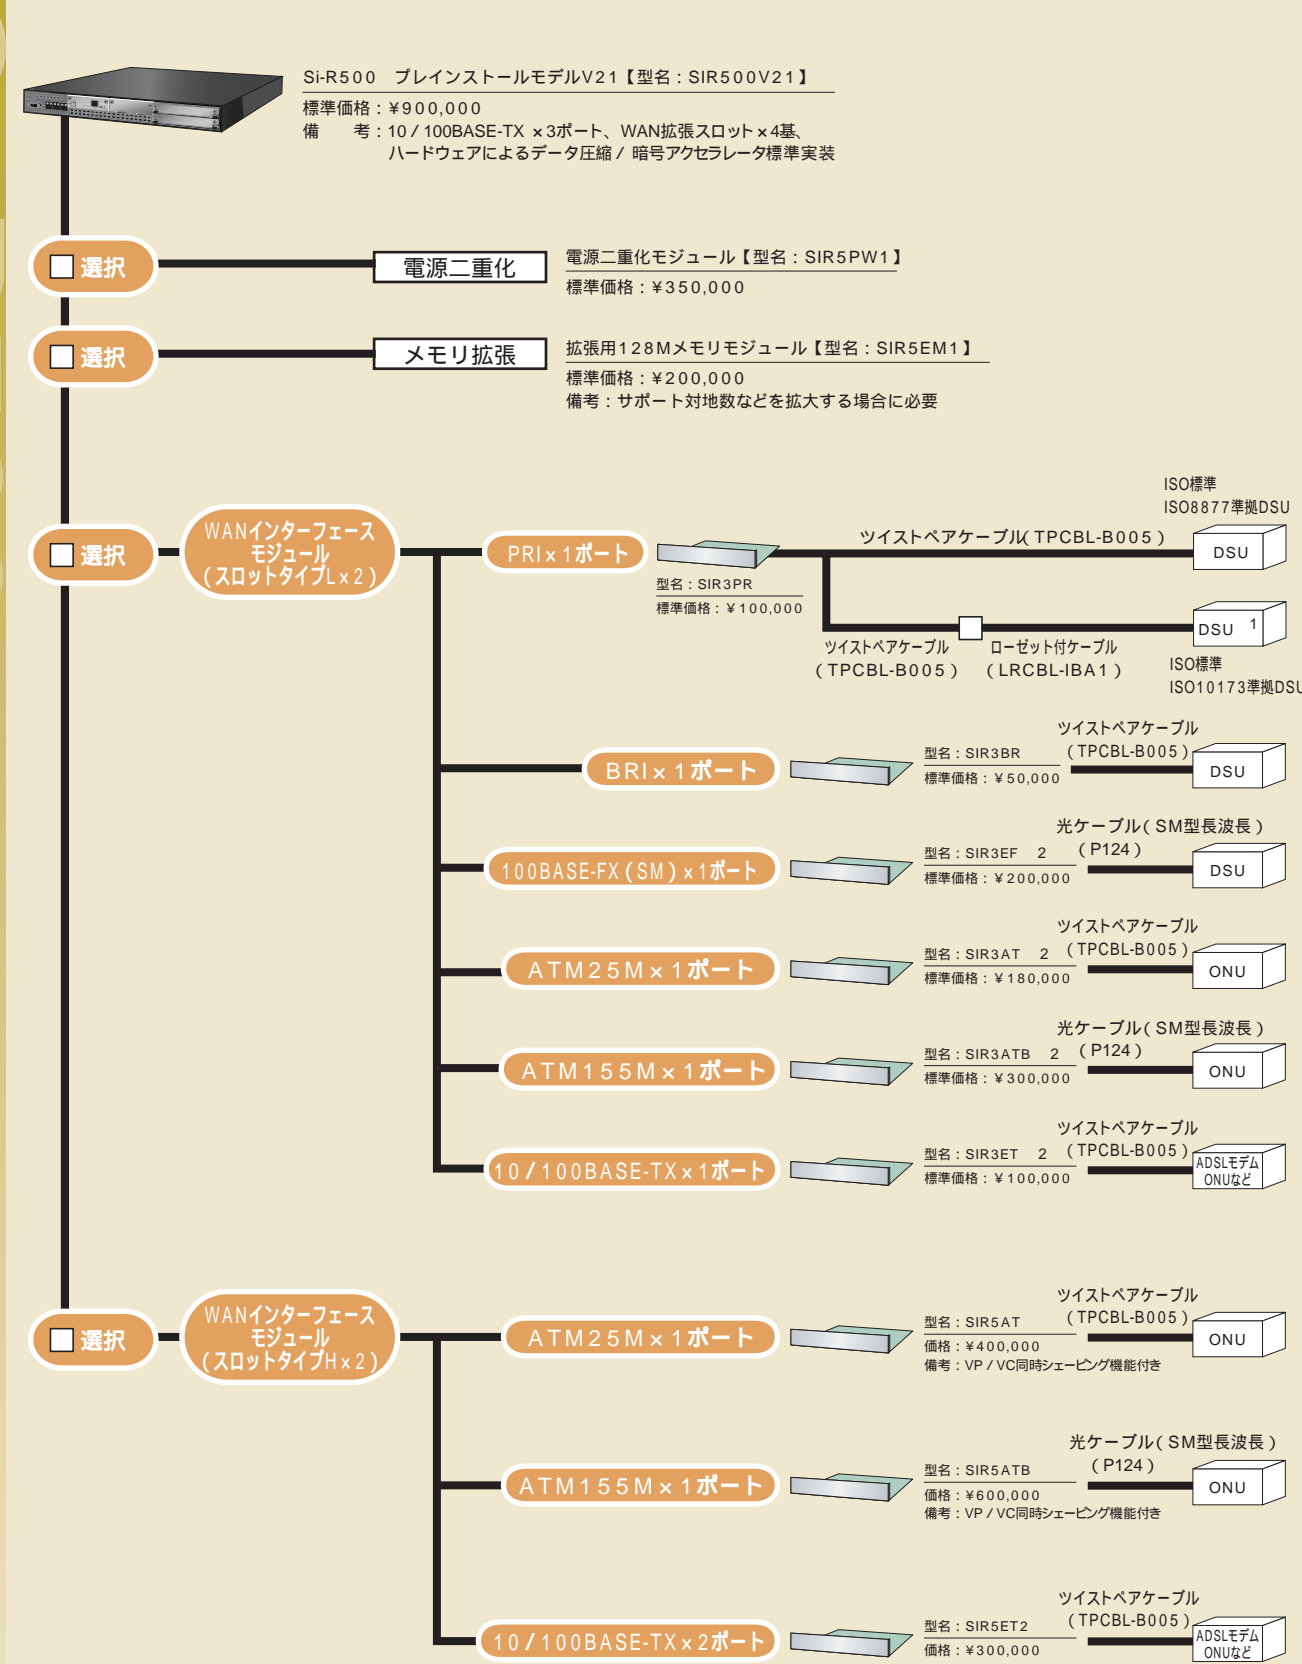 Si-R500　プレインストールモデルV21【型名：SIR500V21】
標準価格：¥900,000
備　考：10／100BASE-TX ×3ポート、WAN拡張スロット×4基、
ハードウェアによるデータ圧縮／暗号アクセラレータ標準実装
選択
電源二重化
電源二重化モジュール【型名：SIR5PW1】
標準価格：¥350,000
選択
メモリ拡張
拡張用128Mメモリモジュール【型名：SIR5EM1】
標準価格：¥200,000
備考：サポート対地数などを拡大する場合に必要
選択
WANインターフェース
モジュール
（スロットタイプL×2）
PRI×1ポート
型名：SIR3PR
標準価格：¥100,000
ツイストペアケーブル（TPCBL-B005）
ISO標準
ISO8877準拠DSU
DSU
ツイストペアケーブル
（TPCBL-B005）
ローゼット付ケーブル
（LRCBL-IBA1）
DSU 1
ISO標準
ISO10173準拠DSU
BRI×1ポート
型名：SIR3BR
標準価格：¥50,000
ツイストペアケーブル
（TPCBL-B005）
DSU
100BASE-FX（SM）×1ポート
型名：SIR3EF 2
標準価格：¥200,000
光ケーブル（SM型長波長）
（P124）
DSU
ATM25M×1ポート
型名：SIR3AT 2
標準価格：¥180,000
ツイストペアケーブル
（TPCBL-B005）
ONU
ATM155M×1ポート
型名：SIR3ATB 2
標準価格：¥300,000
光ケーブル（SM型長波長）
（P124）
ONU
10/100BASE-TX×1ポート
型名：SIR3ET 2
標準価格：¥100,000
ツイストペアケーブル
（TPCBL-B005）
ADSLモデム
ONUなど
選択
WANインターフェース
モジュール
（スロットタイプH×2）
ATM25M×1ポート
型名：SIR5AT
価格：¥400,000
備考：VP／VC同時シェーピング機能付き
ツイストペアケーブル
（TPCBL-B005）
ONU
ATM155M×1ポート
型名：SIR5ATB
価格：¥600,000
備考：VP／VC同時シェーピング機能付き
光ケーブル（SM型長波長）
（P124）
ONU
10/100BASE-TX×2ポート
型名：SIR5ET2
価格：¥300,000
ツイストペアケーブル
（TPCBL-B005）
ADSLモデム
ONUなど